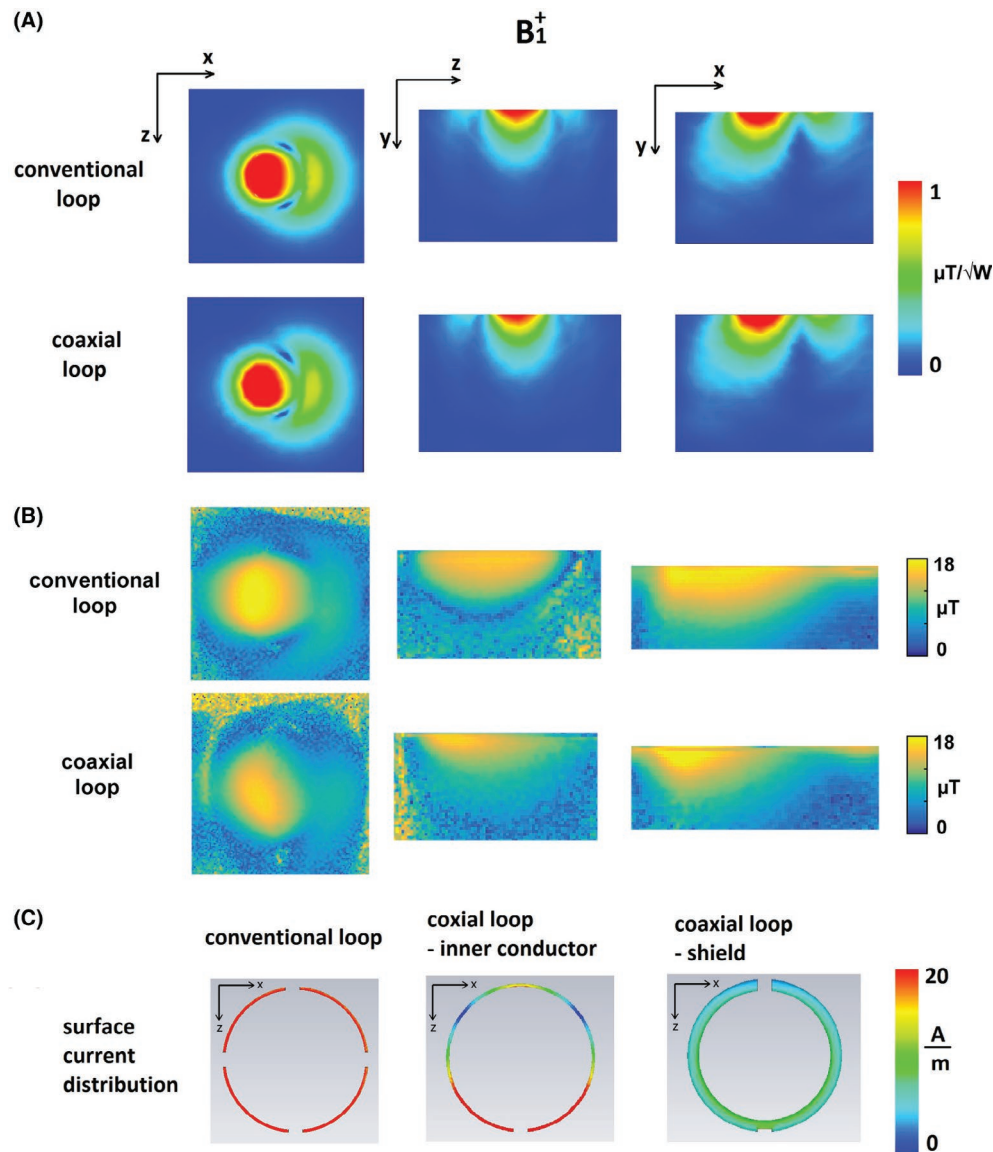 (A)
B₁⁺
x
z
x
z
y
y
conventional
loop
1
µT/√W
0
coaxial
loop
(B)
conventional
loop
18
µT
0
coaxial
loop
18
µT
0
(C)
conventional loop
coxial loop
- inner conductor
coaxial loop
- shield
x
z
x
z
x
z
surface
current
distribution
20
A
m
0